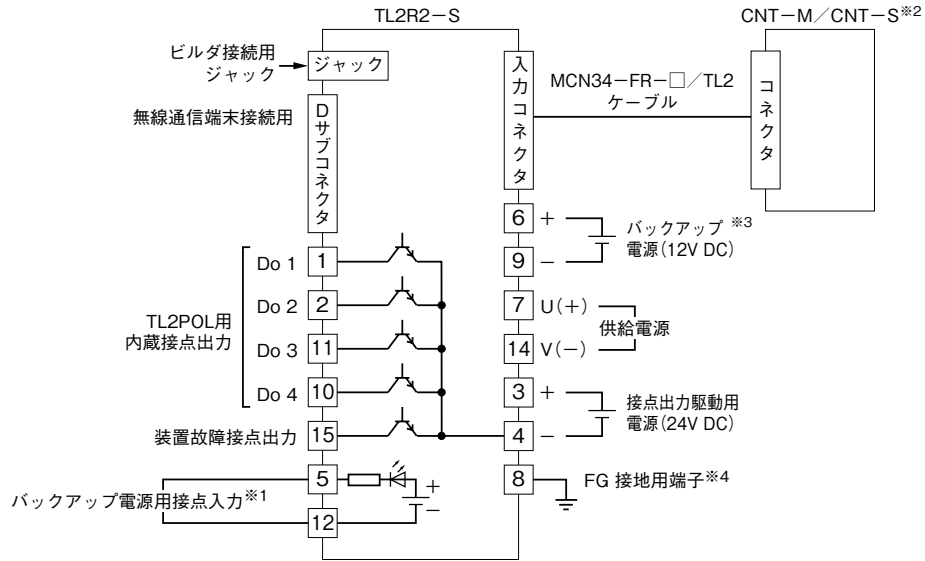 TL2R2−S
CNT−M／CNT−S※2
ビルダ接続用
ジャック
ジャック
無線通信端末接続用
Dサブコネクタ
入力コネクタ
MCN34−FR−□／TL2
ケーブル
コネクタ
6 ＋
バックアップ ※3
電源(12V DC)
9 −
TL2POL用
内蔵接点出力
Do 1 1
Do 2 2
Do 3 11
Do 4 10
7 U(＋)
供給電源
14 V(−)
3 ＋
接点出力駆動用
電源(24V DC)
4 −
装置故障接点出力 15
バックアップ電源用接点入力※1
5
＋
−
12
8 FG 接地用端子※4